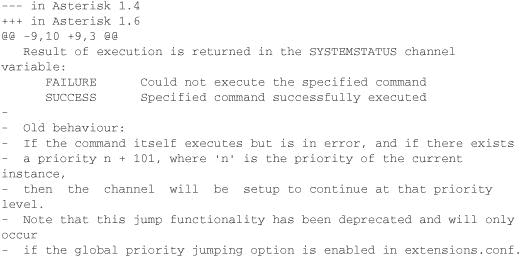 --- in Asterisk 1.4
+++ in Asterisk 1.6
@@ -9,10 +9,3 @@
Result of execution is returned in the SYSTEMSTATUS channel
variable:
FAILURE Could not execute the specified command
SUCCESS Specified command successfully executed
-
- Old behaviour:
- If the command itself executes but is in error, and if there exists
- a priority n + 101, where 'n' is the priority of the current
instance,
- then the channel will be setup to continue at that priority
level.
- Note that this jump functionality has been deprecated and will only
occur
- if the global priority jumping option is enabled in extensions.conf.